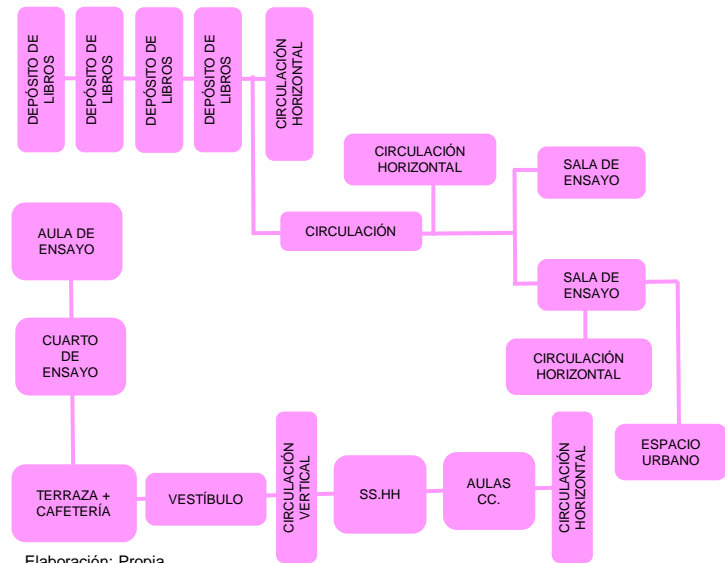 DEPÓSITO DE
LIBROS
DEPÓSITO DE
LIBROS
DEPÓSITO DE
LIBROS
DEPÓSITO DE
LIBROS
CIRCULACIÓN
HORIZONTAL
CIRCULACIÓN
HORIZONTAL
SALA DE
ENSAYO
CIRCULACIÓN
AULA DE
ENSAYO
SALA DE
ENSAYO
CUARTO
DE
ENSAYO
CIRCULACIÓN
HORIZONTAL
ESPACIO
URBANO
TERRAZA +
CAFETERÍA
VESTÍBULO
CIRCULACIÓN
VERTICAL
SS.HH
AULAS
CC.
CIRCULACIÓN
HORIZONTAL
Elaboración: Propia